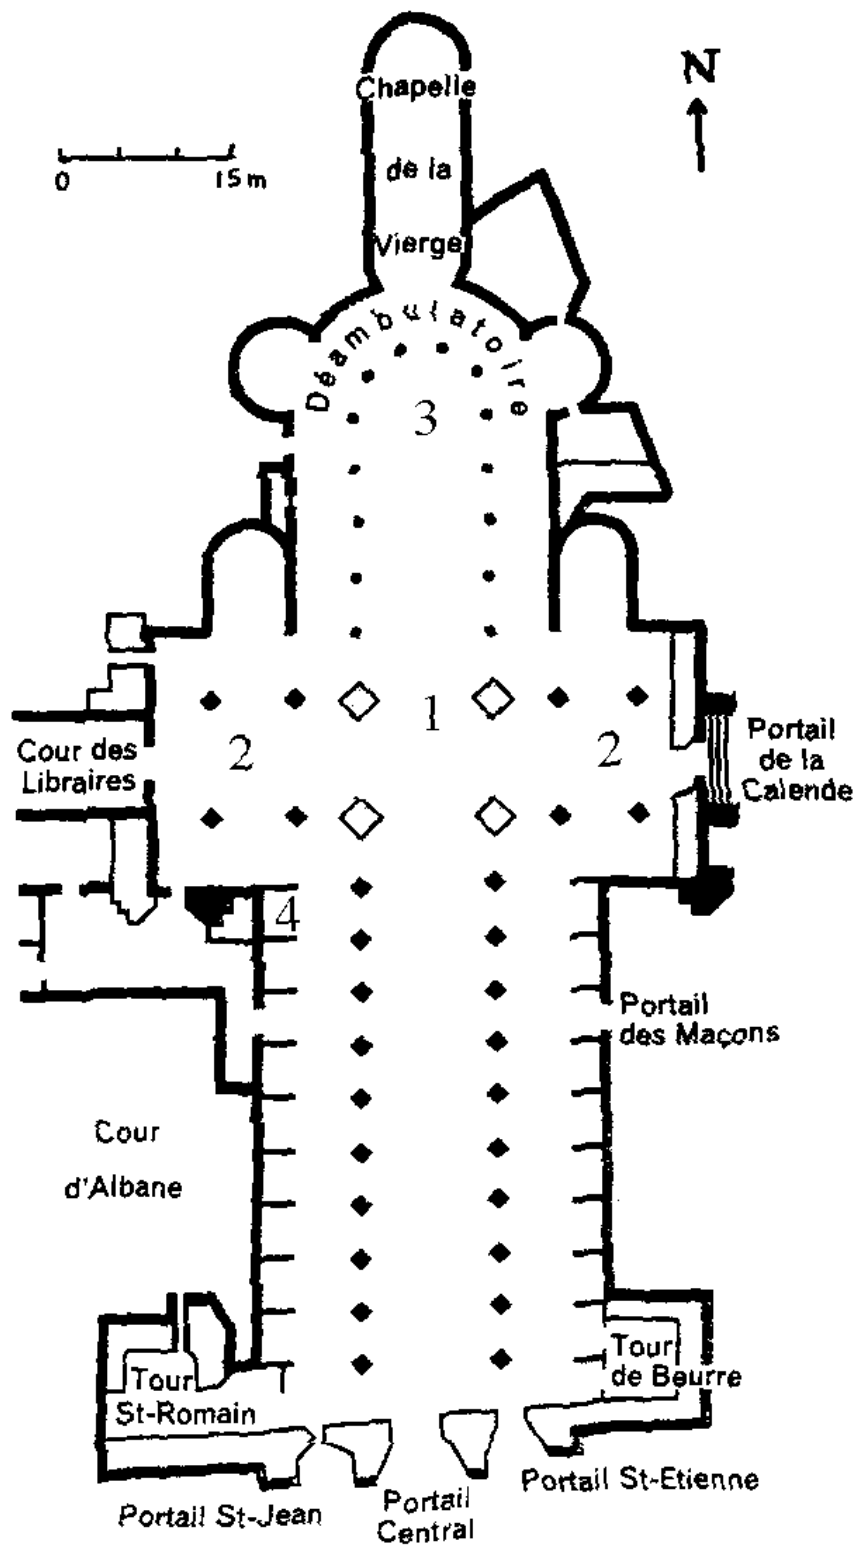 Chapelle
de la
Vierge
N
0 15m
Déambulatoire
3
1
2
2
Cour des
Libraires
Portail
de la
Calende
4
Portail
des Maçons
Cour
d'Albane
Tour
St-Romain
Tour
de Beurre
Portail St-Jean
Portail
Central
Portail St-Etienne